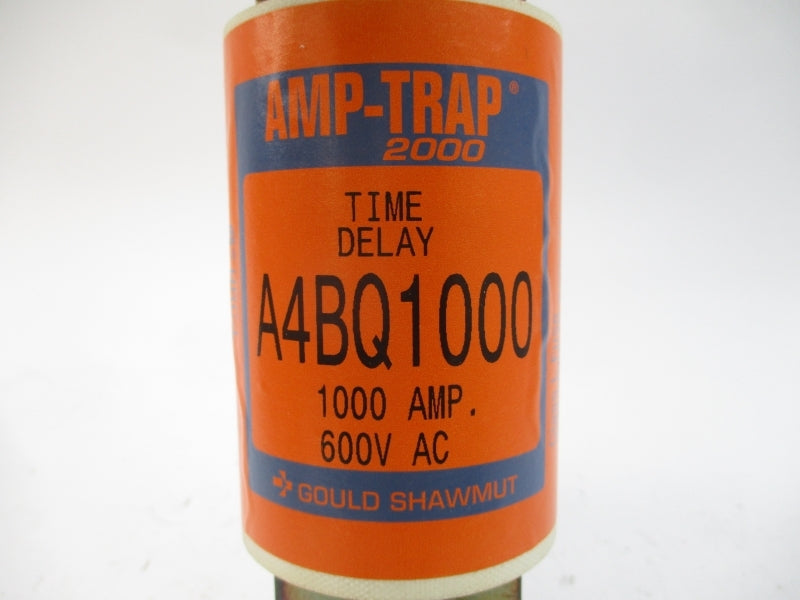 AMP-TRAP®
2000
TIME
DELAY
A4BQ1000
1000 AMP.
600V AC
GOULD SHAWMUT